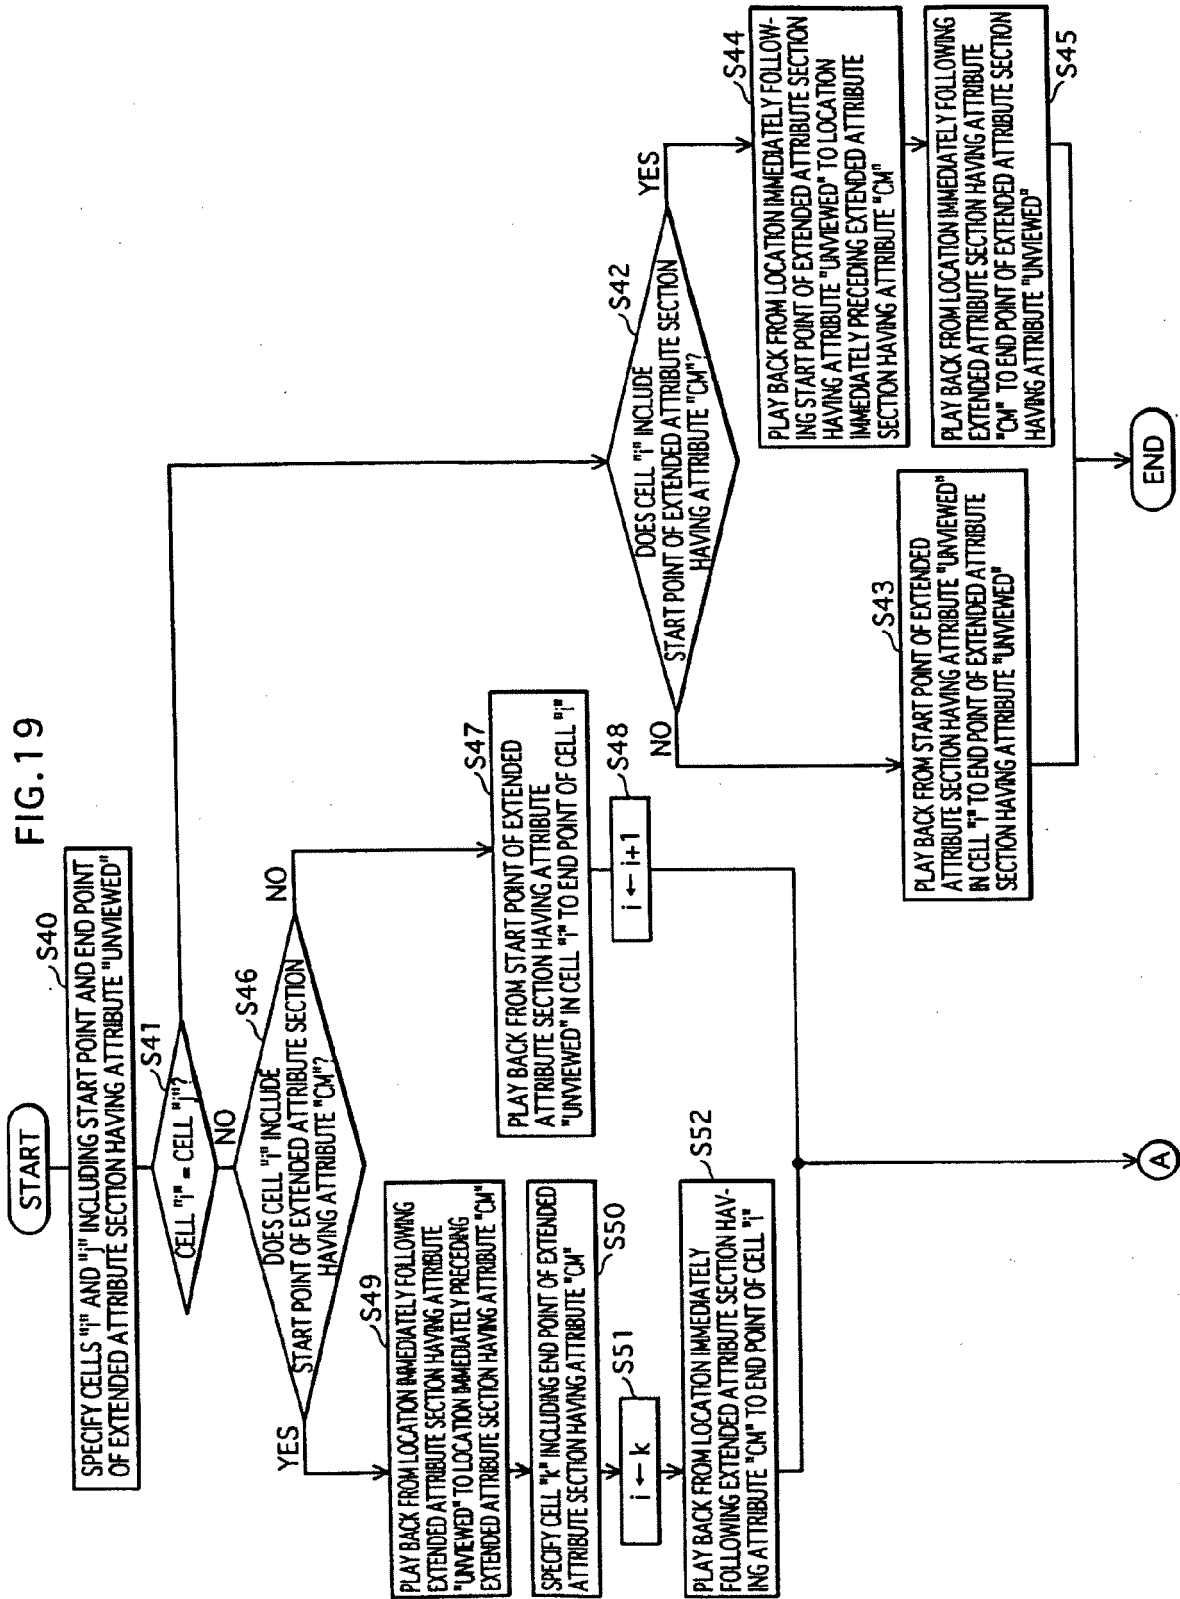 FIG.19
START
S40
SPECIFY CELLS "i" AND "j" INCLUDING START POINT AND END POINT
OF EXTENDED ATTRIBUTE SECTION HAVING ATTRIBUTE "UNVIEWED"
S41
CELL "i" = CELL "j"?
NO
S46
DOES CELL "i" INCLUDE
START POINT OF EXTENDED ATTRIBUTE SECTION
HAVING ATTRIBUTE "CM"?
YES
NO
S49
PLAY BACK FROM LOCATION IMMEDIATELY FOLLOWING
EXTENDED ATTRIBUTE SECTION HAVING ATTRIBUTE
"UNVIEWED" TO LOCATION IMMEDIATELY PRECEDING
EXTENDED ATTRIBUTE SECTION HAVING ATTRIBUTE "CM"
S50
SPECIFY CELL "k" INCLUDING END POINT OF EXTENDED
ATTRIBUTE SECTION HAVING ATTRIBUTE "CM"
S51
i ← k
S52
PLAY BACK FROM LOCATION IMMEDIATELY
FOLLOWING EXTENDED ATTRIBUTE SECTION HAV-
ING ATTRIBUTE "CM" TO END POINT OF CELL "i"
S47
PLAY BACK FROM START POINT OF EXTENDED
ATTRIBUTE SECTION HAVING ATTRIBUTE
"UNVIEWED" IN CELL "i" TO END POINT OF CELL "i"
S48
i ← i+1
A
S42
DOES CELL "i" INCLUDE
START POINT OF EXTENDED ATTRIBUTE SECTION
HAVING ATTRIBUTE "CM"?
NO
YES
S43
PLAY BACK FROM START POINT OF EXTENDED
ATTRIBUTE SECTION HAVING ATTRIBUTE "UNVIEWED"
IN CELL "i" TO END POINT OF EXTENDED ATTRIBUTE
SECTION HAVING ATTRIBUTE "UNVIEWED"
S44
PLAY BACK FROM LOCATION IMMEDIATELY FOLLOW-
ING START POINT OF EXTENDED ATTRIBUTE SECTION
HAVING ATTRIBUTE "UNVIEWED" TO LOCATION
IMMEDIATELY PRECEDING EXTENDED ATTRIBUTE
SECTION HAVING ATTRIBUTE "CM"
S45
PLAY BACK FROM LOCATION IMMEDIATELY FOLLOWING
EXTENDED ATTRIBUTE SECTION HAVING ATTRIBUTE
"CM" TO END POINT OF EXTENDED ATTRIBUTE SECTION
HAVING ATTRIBUTE "UNVIEWED"
END